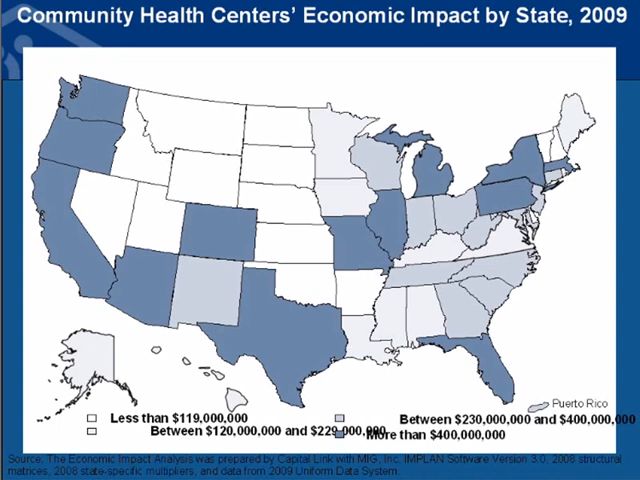 Community Health Centers' Economic Impact by State, 2009
Puerto Rico
Less than $119,000,000
Between $230,000,000 and $400,000,000
Between $120,000,000 and $229,000,000
More than $400,000,000
Source, The Economic Impact Analysis was prepared by Capital Link with MIG, Inc. IMPLAN Software Version 3.0, 2008 structural
matrices, 2008 state-specific multipliers, and data from 2009 Uniform Data System.